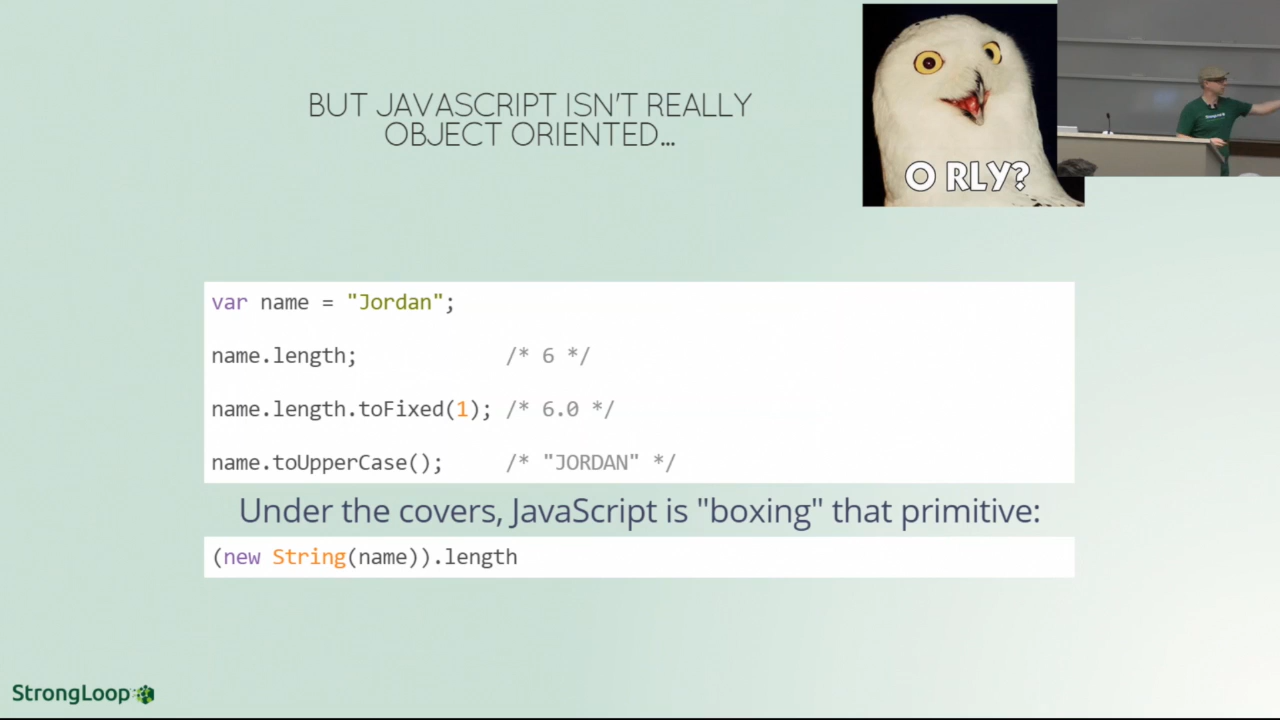 BUT JAVASCRIPT ISN'T REALLY
OBJECT ORIENTED...
O RLY?
var name = "Jordan";
name.length; /* 6 */
name.length.toFixed(1); /* 6.0 */
name.toUpperCase(); /* "JORDAN" */
Under the covers, JavaScript is "boxing" that primitive:
(new String(name)).length
StrongLoop